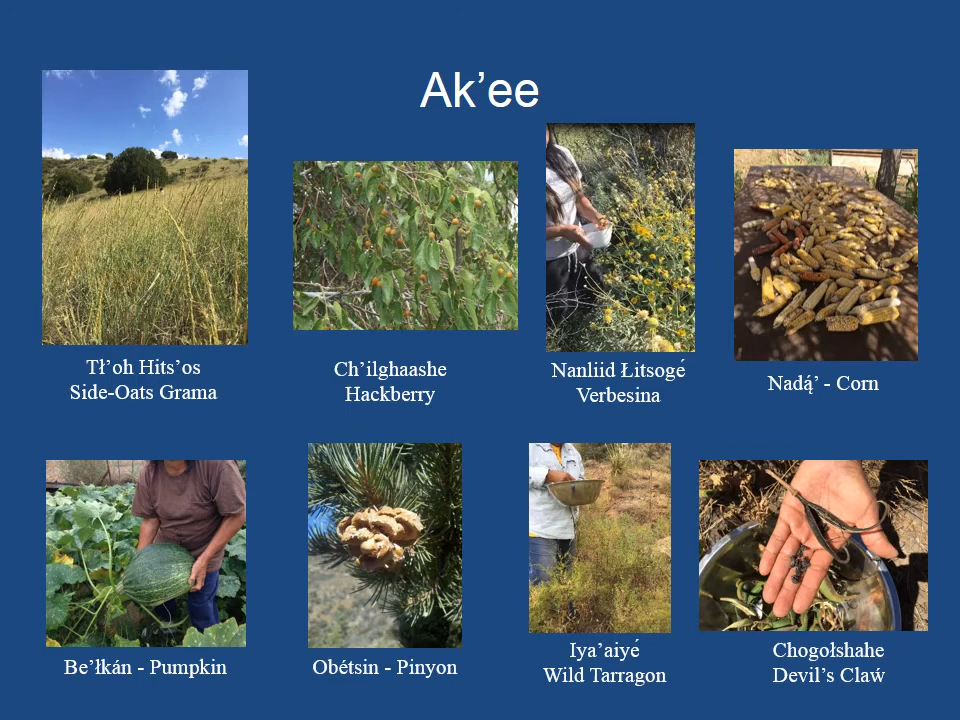 Ak’ee
Tł’oh Hits’os
Side-Oats Grama
Ch’ilghaashe
Hackberry
Nanliid Łitsogé
Verbesina
Nadą́’ - Corn
Be’łkán - Pumpkin
Obétsin - Pinyon
Iya’aiyé
Wild Tarragon
Chogołshahe
Devil’s Claẃ